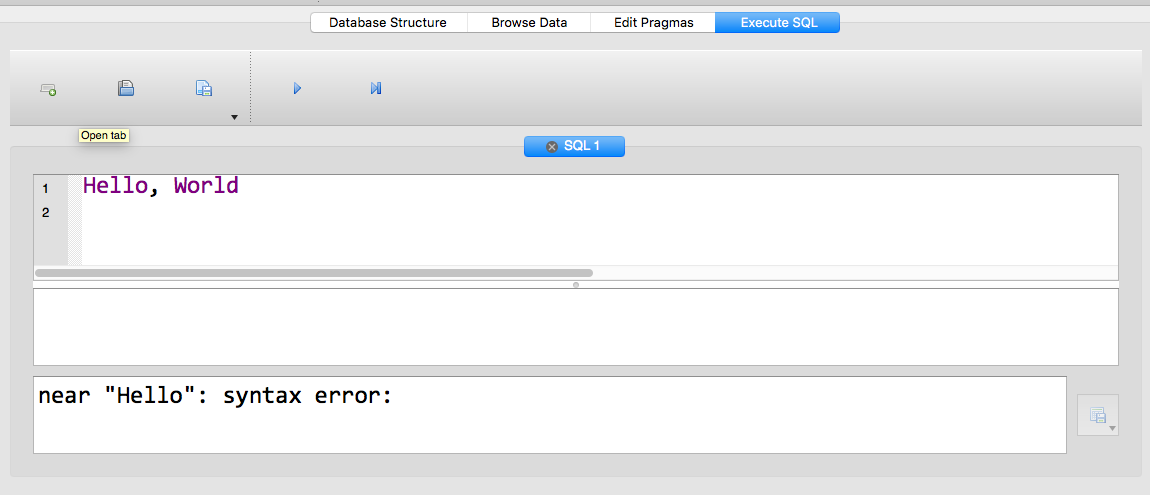 Database Structure Browse Data Edit Pragmas Execute SQL
Open tab
SQL 1
1 Hello, World
2
near "Hello": syntax error: